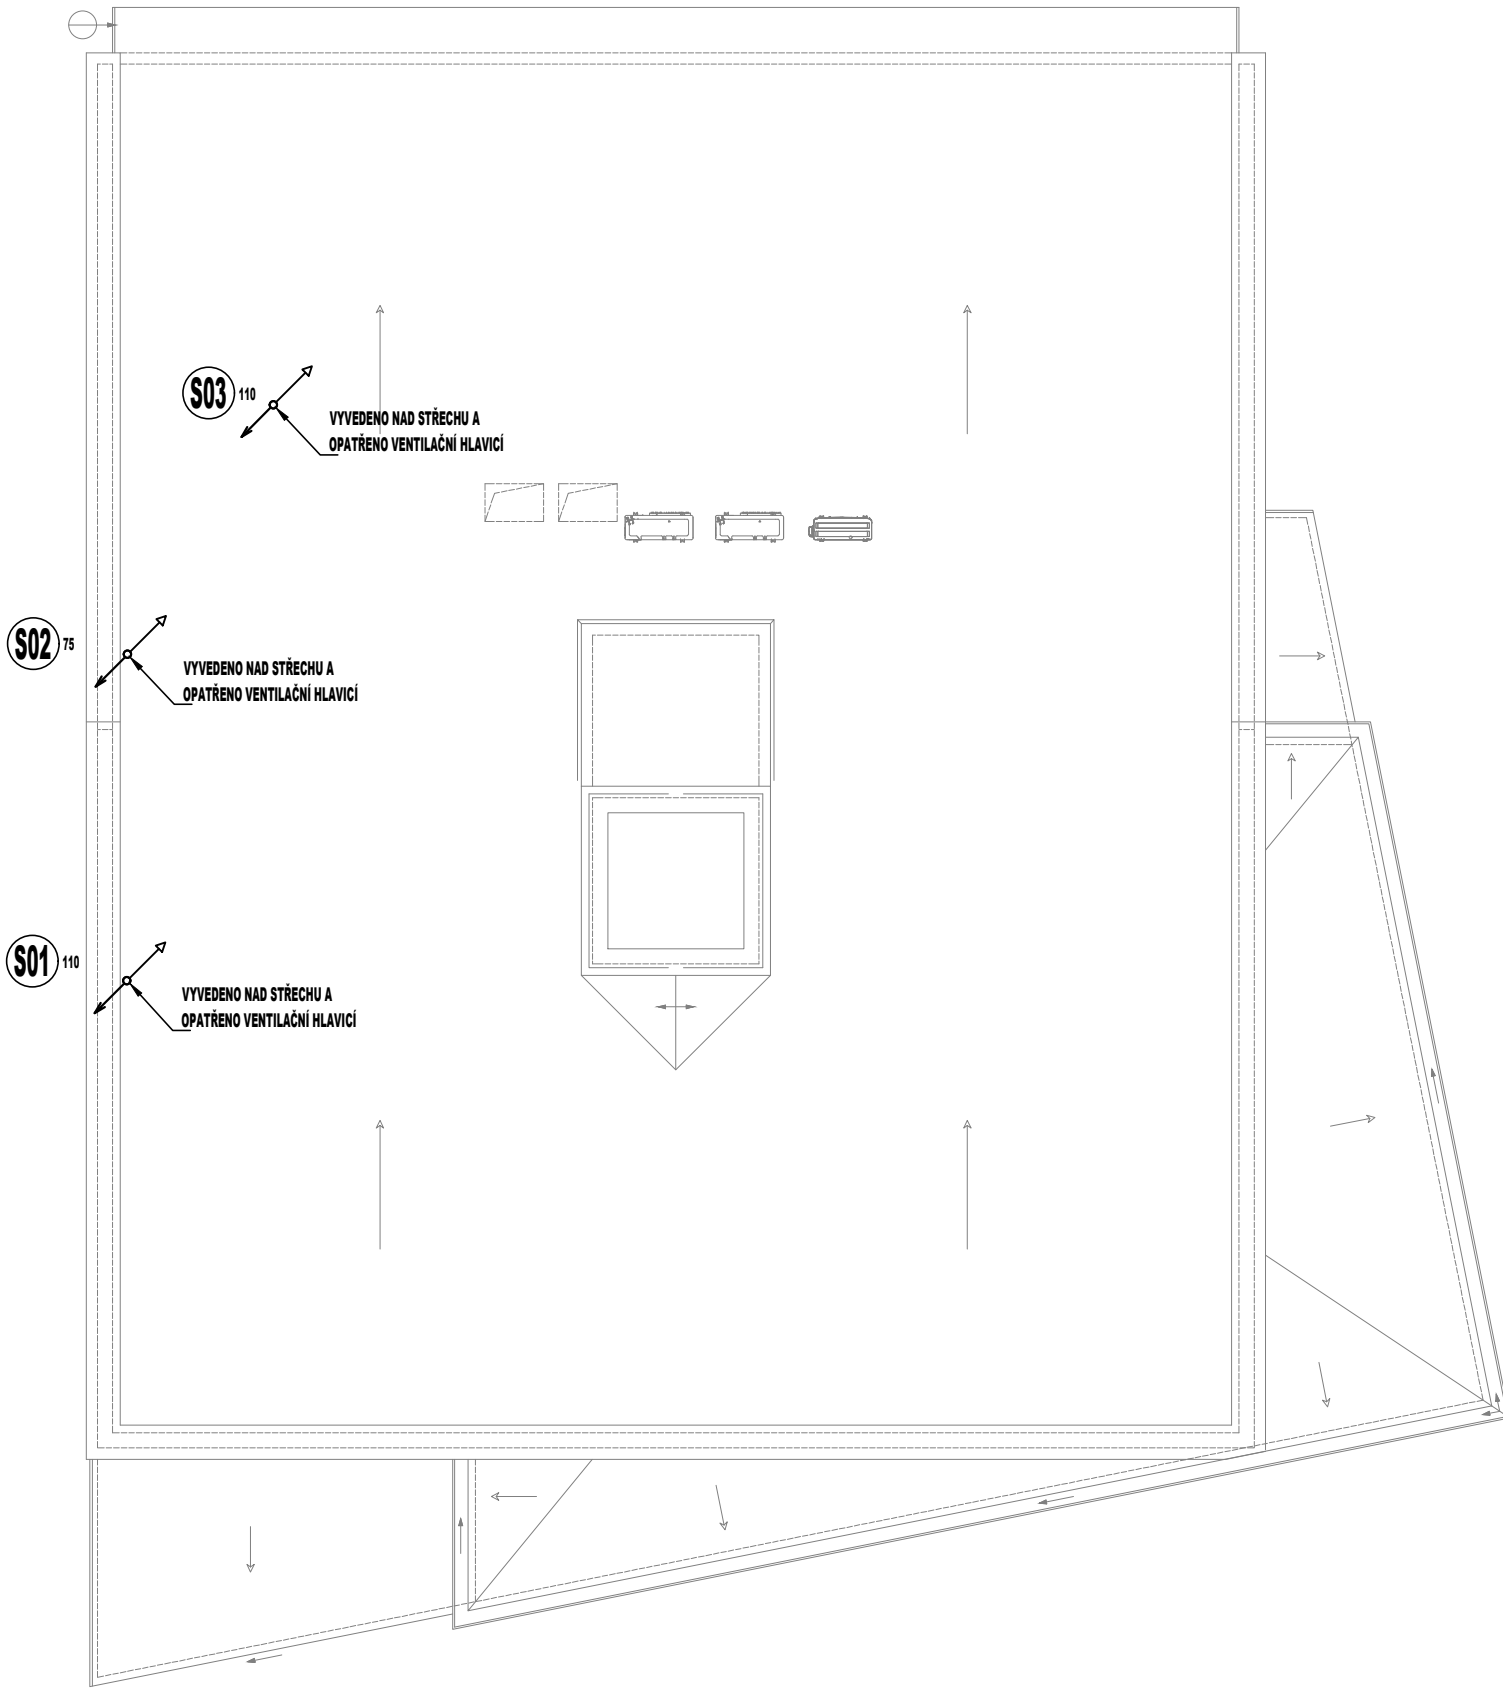 S03 110
VYVEDENO NAD STŘECHU A
OPATŘENO VENTILAČNÍ HLAVICÍ
S02 75
VYVEDENO NAD STŘECHU A
OPATŘENO VENTILAČNÍ HLAVICÍ
S01 110
VYVEDENO NAD STŘECHU A
OPATŘENO VENTILAČNÍ HLAVICÍ